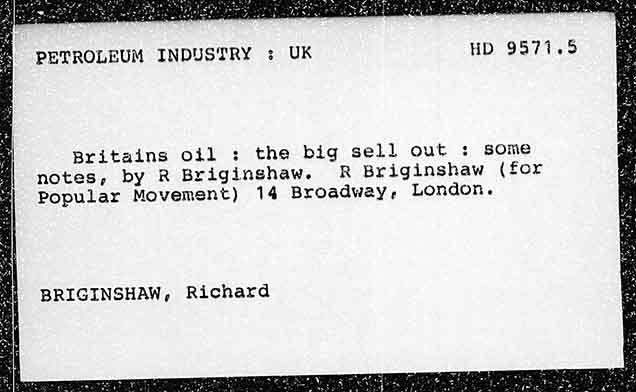 PETROLEUM INDUSTRY : UK HD 9571.5
Britains oil : the big sell out : some
notes, by R Briginshaw. R Briginshaw (for
Popular Movement) 14 Broadway, London.
BRIGINSHAW, Richard